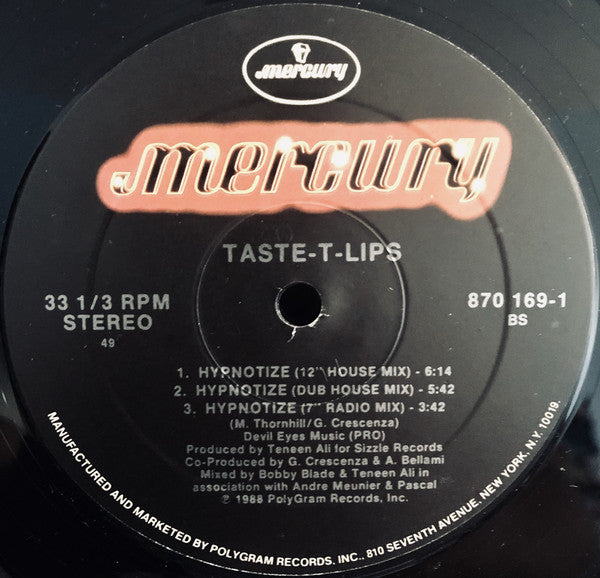 mercury
mercury
TASTE-T-LIPS
33 1/3 RPM
STEREO
49
870 169-1
BS
1. HYPNOTIZE (12" HOUSE MIX) - 6:14
2. HYPNOTIZE (DUB HOUSE MIX) - 5:42
3. HYPNOTIZE (7" RADIO MIX) - 3:42
(M. Thornhill/G. Crescenza)
Devil Eyes Music (PRO)
Produced by Teneen Ali for Sizzle Records
Co-Produced by G. Crescenza & A. Bellami
Mixed by Bobby Blade & Teneen Ali in
association with Andre Meunier & Pascal
℗ 1988 PolyGram Records, Inc.
MANUFACTURED AND MARKETED BY POLYGRAM RECORDS, INC., 810 SEVENTH AVENUE, NEW YORK, N.Y. 10019.